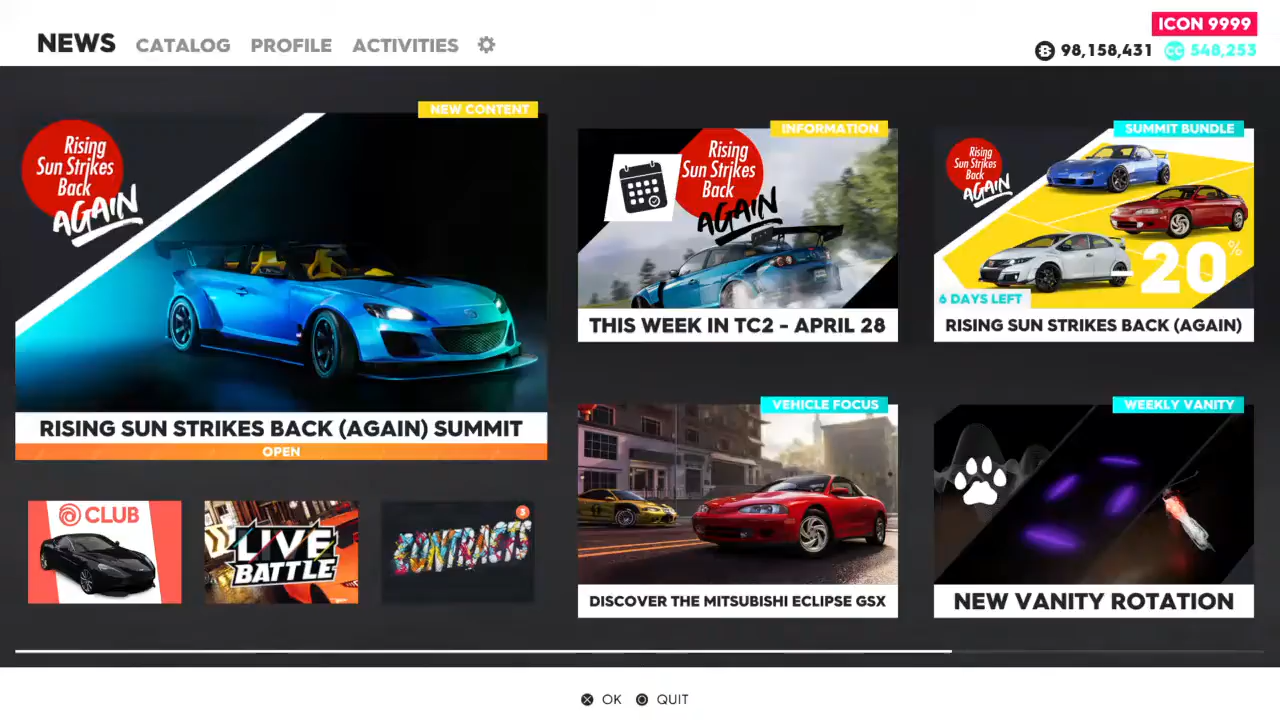 NEWS CATALOG PROFILE ACTIVITIES
ICON 9999
98,158,431 CC 548,253
NEW CONTENT
Rising
Sun Strikes
Back
AGAIN
RISING SUN STRIKES BACK (AGAIN) SUMMIT
OPEN
INFORMATION
Rising
Sun Strikes
Back
AGAIN
THIS WEEK IN TC2 - APRIL 28
SUMMIT BUNDLE
Rising
Sun Strikes
Back
AGAIN
-20%
6 DAYS LEFT
RISING SUN STRIKES BACK (AGAIN)
CLUB
LIVE
BATTLE
CONTRACTS
3
VEHICLE FOCUS
DISCOVER THE MITSUBISHI ECLIPSE GSX
WEEKLY VANITY
NEW VANITY ROTATION
OK QUIT